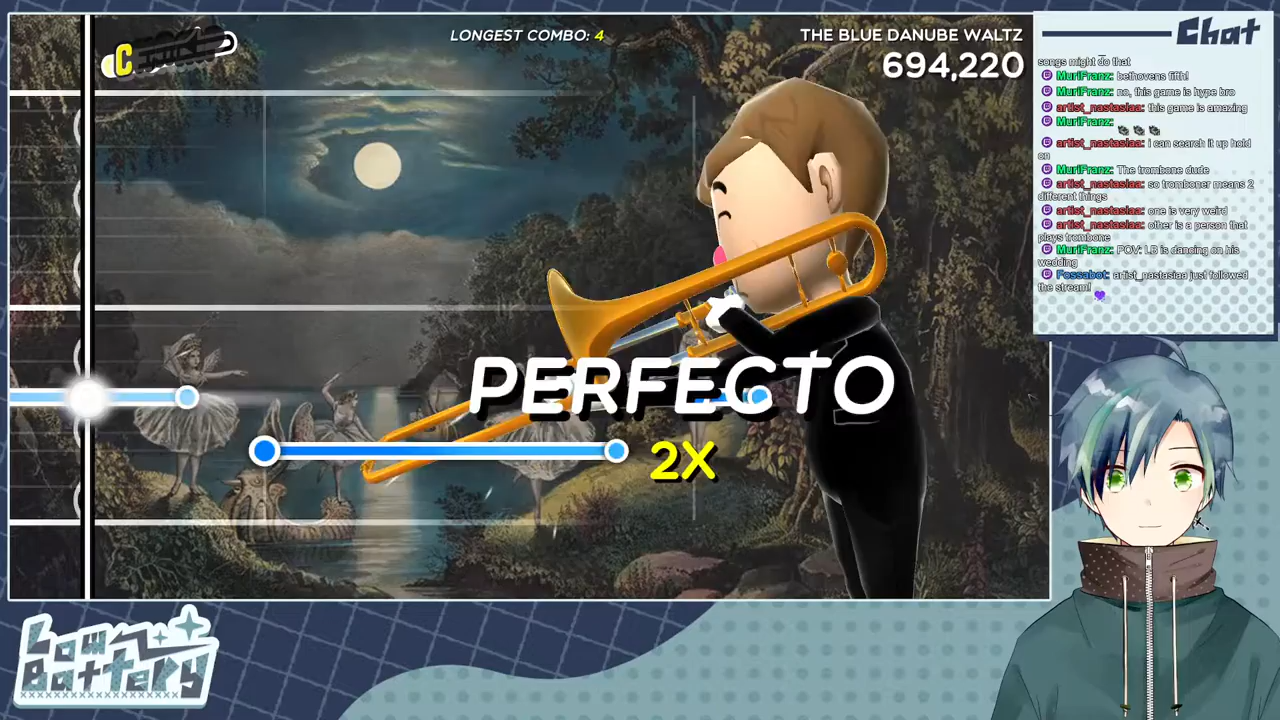 C
LONGEST COMBO: 4
THE BLUE DANUBE WALTZ
694,220
PERFECTO
2X
Chat
songs might do that
MuriFranz: bethovens fifth!
MuriFranz: no, this game is hype bro
artist_nastasiaa: this game is amazing
MuriFranz:
artist_nastasiaa: i can search it up hold
on
MuriFranz: The trombone dude
artist_nastasiaa: so tromboner means 2
different things
artist_nastasiaa: one is very weird
artist_nastasiaa: other is a person that
plays trombone
MuriFranz: POV: LB is dancing on his
wedding
Fossabot: artist_nastasiaa just followed
the stream!
Low
Battery